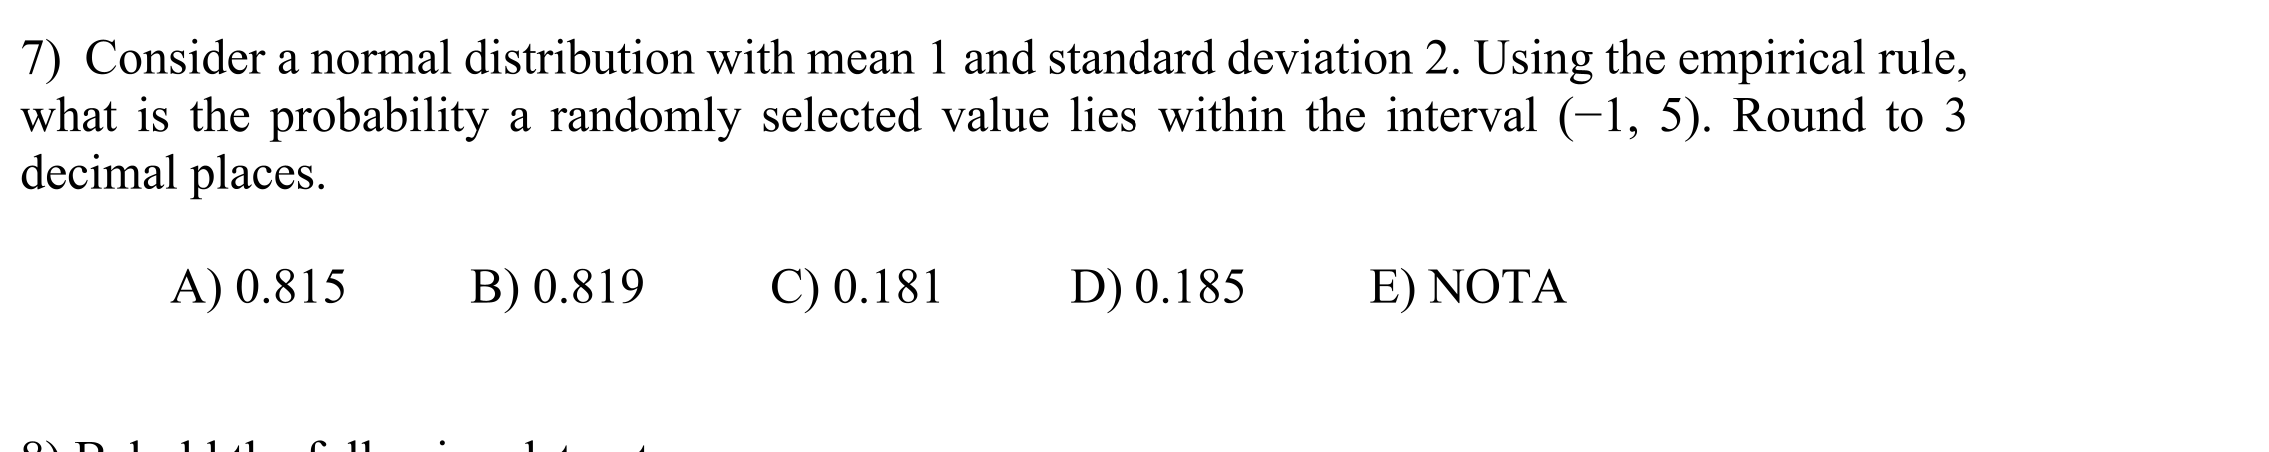 7) Consider a normal distribution with mean 1 and standard deviation 2. Using the empirical rule,
what is the probability a randomly selected value lies within the interval (−1, 5). Round to 3
decimal places.
A) 0.815 B) 0.819 C) 0.181 D) 0.185 E) NOTA